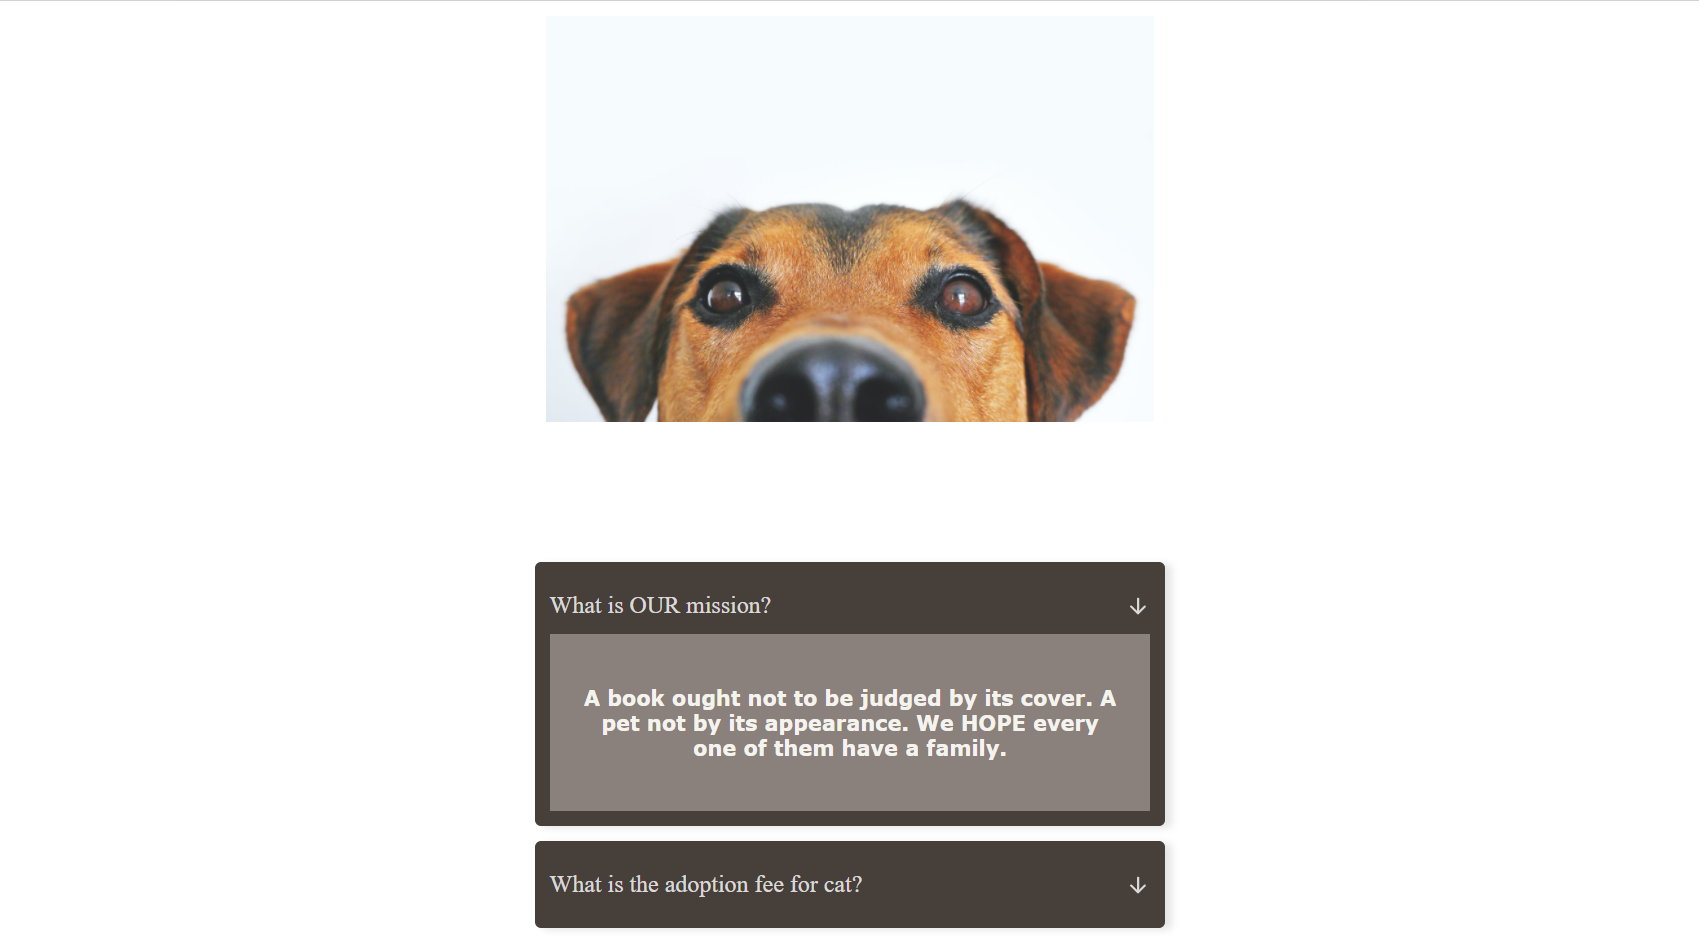 What is OUR mission?
A book ought not to be judged by its cover. A
pet not by its appearance. We HOPE every
one of them have a family.
What is the adoption fee for cat?